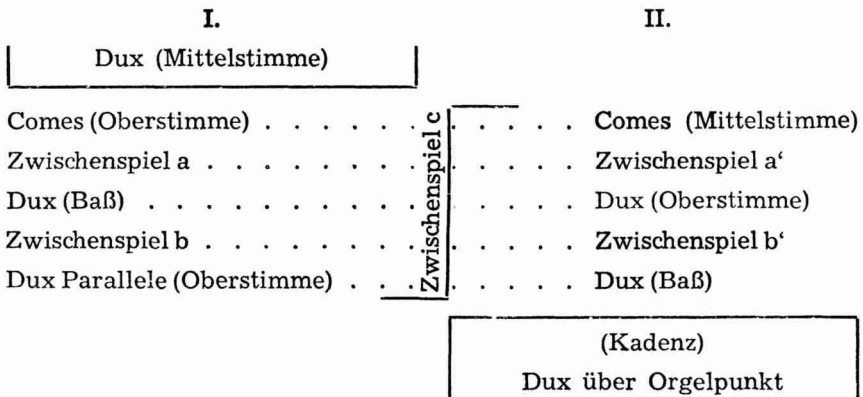 I. II.
Dux (Mittelstimme)
Comes (Oberstimme) . . . . . . . . . . . Comes (Mittelstimme)
Zwischenspiel a . . . . . . . . . . . . . Zwischenspiel a‘
Dux (Baß) . . . . . . . . . . . . . . . Dux (Oberstimme)
Zwischenspiel b . . . . . . . . . . . . . Zwischenspiel b‘
Dux Parallele (Oberstimme) . . . . . . . Dux (Baß)
Zwischenspiel c
(Kadenz)
Dux über Orgelpunkt